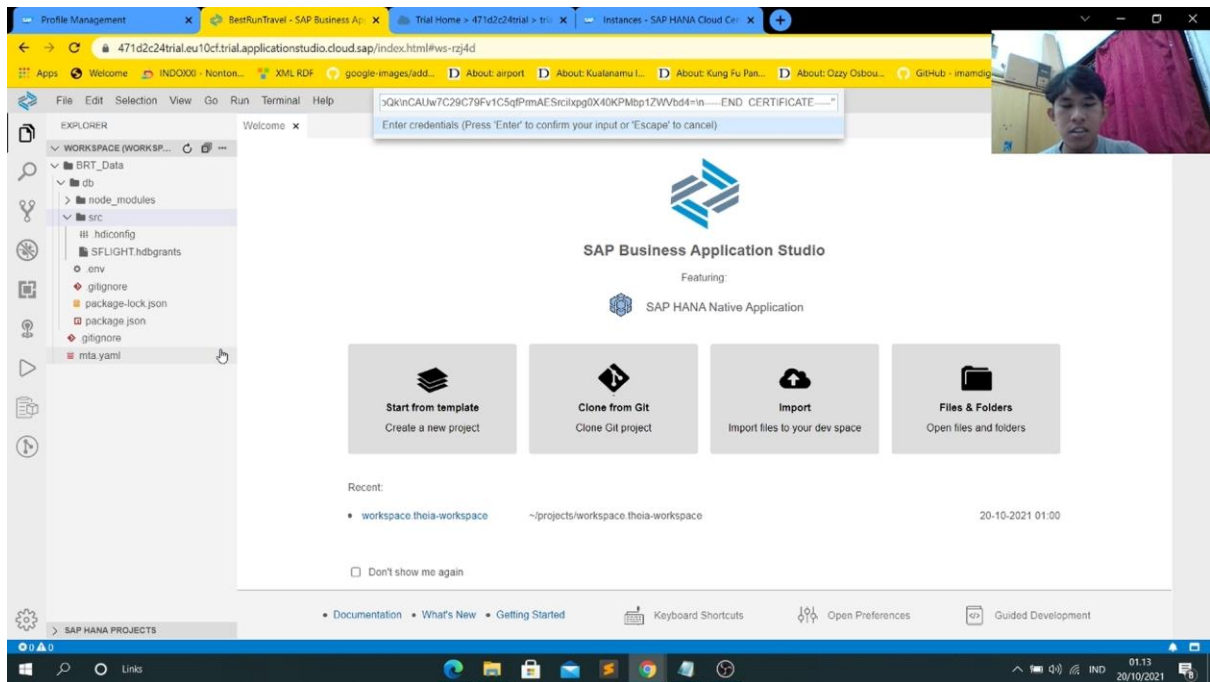 Profile Management
BestRunTravel - SAP Business Ap
Trial Home > 471d2c24trial > tri
Instances - SAP HANA Cloud Cen
471d2c24trial.eu10cf.trial.applicationstudio.cloud.sap/index.html#ws-rzj4d
Apps
Welcome
INDOXXI - Nonton...
XML RDF
google-images/add...
About: airport
About: Kualanamu I...
About: Kung Fu Pan...
About: Ozzy Osbou...
GitHub - imamdig
File Edit Selection View Go Run Terminal Help
END CERTIFICATE-----"
Enter credentials (Press 'Enter' to confirm your input or 'Escape' to cancel)
EXPLORER
Welcome
WORKSPACE (WORKSP...
BRT_Data
db
node_modules
src
.hdiconfig
SFLIGHT.hdbgrants
.env
.gitignore
package-lock.json
package.json
gitignore
mta.yaml
SAP Business Application Studio
Featuring:
SAP HANA Native Application
Start from template
Create a new project
Clone from Git
Clone Git project
Import
Import files to your dev space
Files & Folders
Open files and folders
Recent:
workspace.theia-workspace ~/projects/workspace.theia-workspace 20-10-2021 01:00
Don't show me again
• Documentation • What's New • Getting Started Keyboard Shortcuts Open Preferences Guided Development
SAP HANA PROJECTS
0 0
Links
IND
01.13
20/10/2021